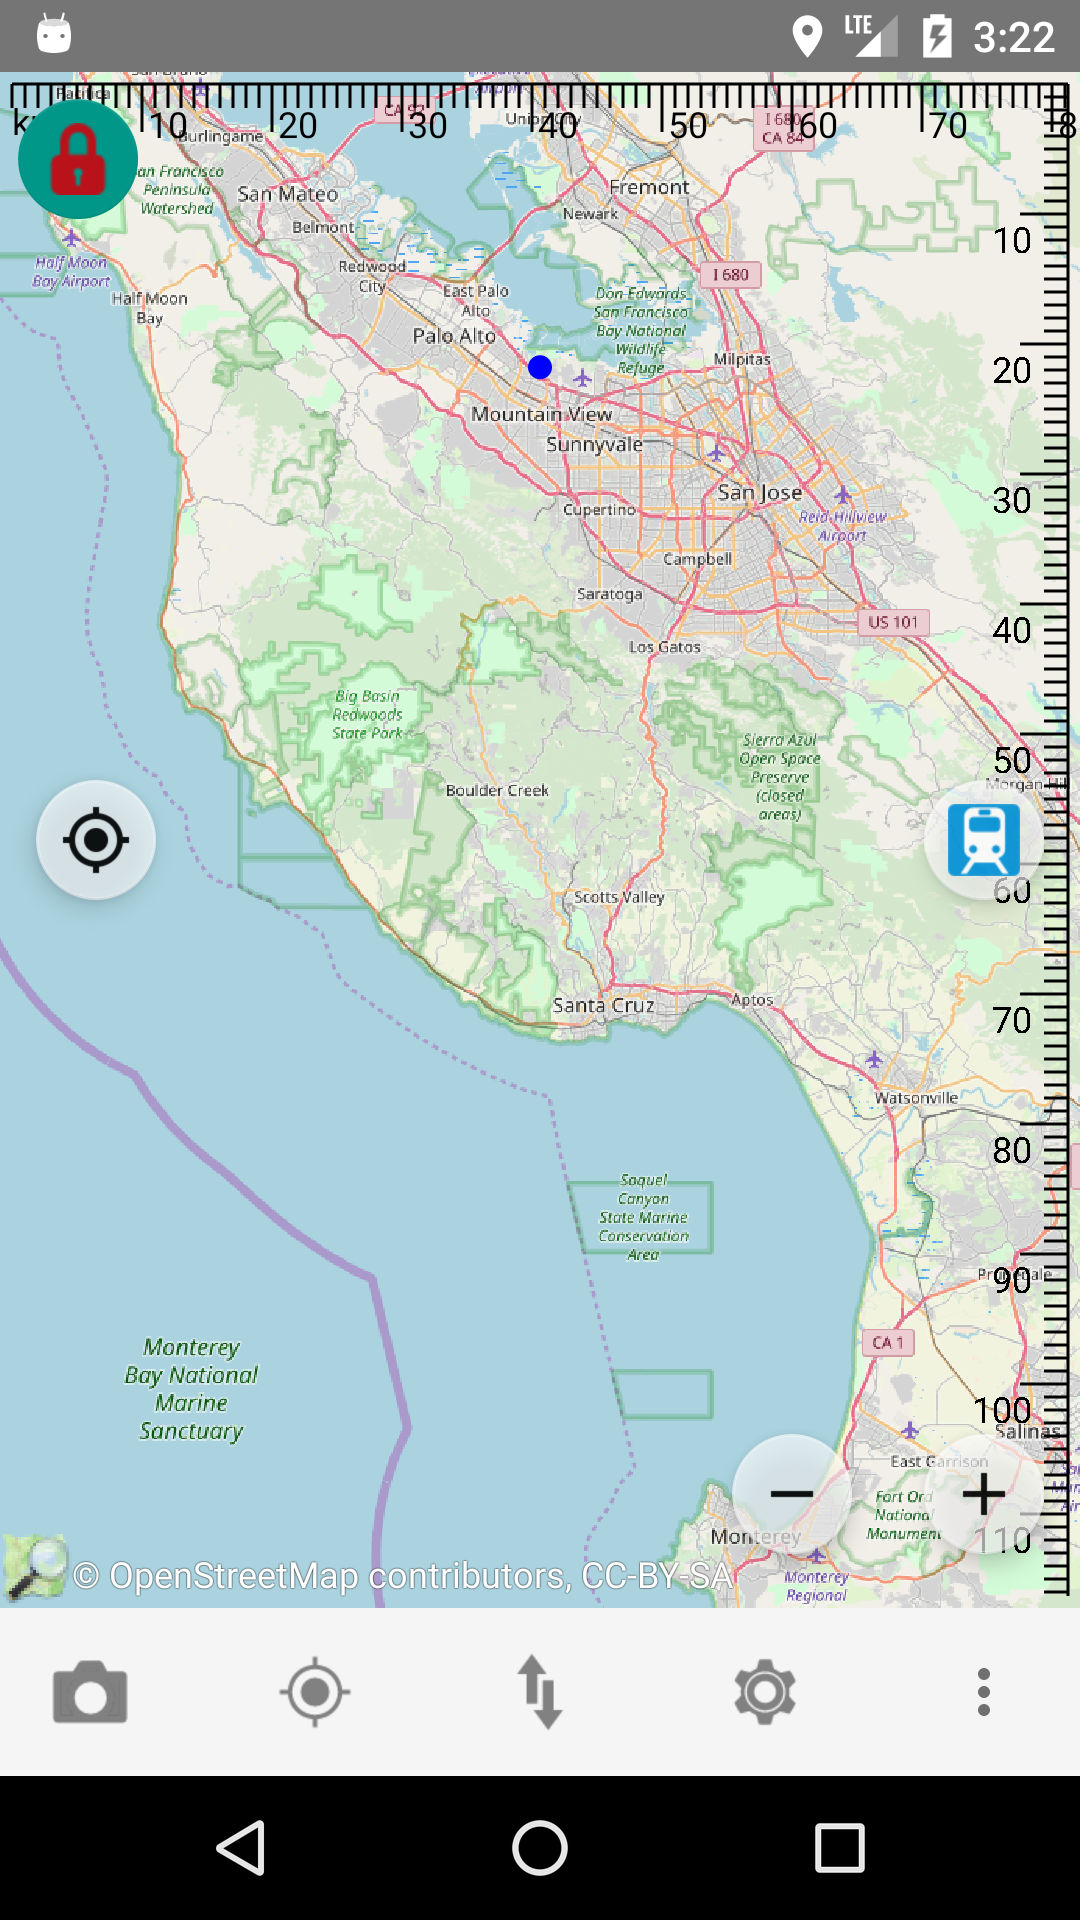 LTE
3:22
Pacifica
10
20
30
40
50
60
70
Burlingame
CA 92
Union City
I 680
CA 84
San Francisco
Peninsula
Watershed
San Mateo
Fremont
Newark
Belmont
10
Half Moon
Bay Airport
Redwood
City
I 680
Half Moon
Bay
East Palo
Alto
Don Edwards
San Francisco
Bay National
Wildlife
Refuge
Palo Alto
Milpitas
20
Mountain View
Sunnyvale
San Jose
30
Cupertino
Reid-Hillview
Airport
Campbell
Saratoga
US 101
40
Los Gatos
Big Basin
Redwoods
State Park
Sierra Azul
Open Space
Preserve
(closed
areas)
50
Morgan Hill
Boulder Creek
60
Scotts Valley
Santa Cruz
Aptos
70
Watsonville
80
Soquel
Canyon
State Marine
Conservation
Area
Prunedale
90
CA 1
Monterey
Bay National
Marine
Sanctuary
100
Salinas
East Garrison
Fort Ord
National
Monument
Monterey
110
© OpenStreetMap contributors, CC-BY-SA
Monterey
Regional